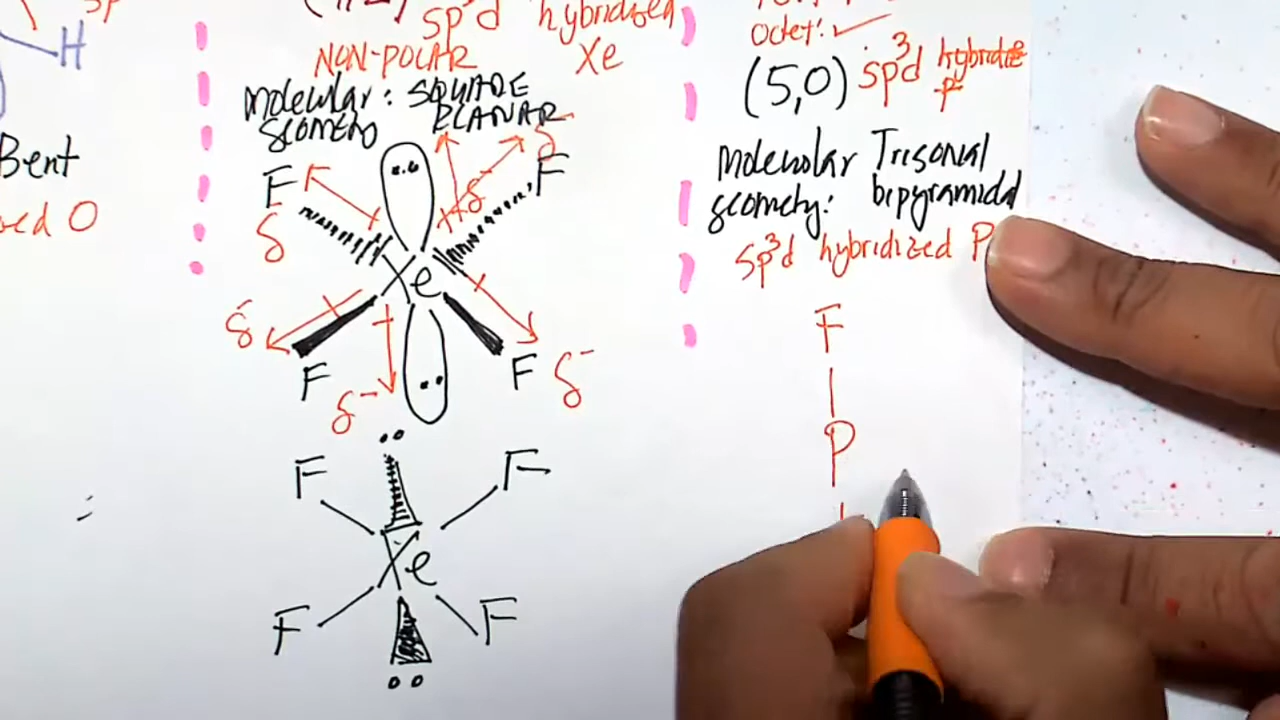 H
Bent
O
sp³d hybridized
NON-POLAR Xe
molecular : SQUARE
geometry PLANAR
F F
δ⁻
δ⁻
δ
Xe
δ
F F δ⁻
δ⁻
F F
Xe
F F
octet: ✓
(5,0) sp³d hybridize
P
Molecular Trigonal
geometry: bipyramidal
sp³d hybridized P
F
P